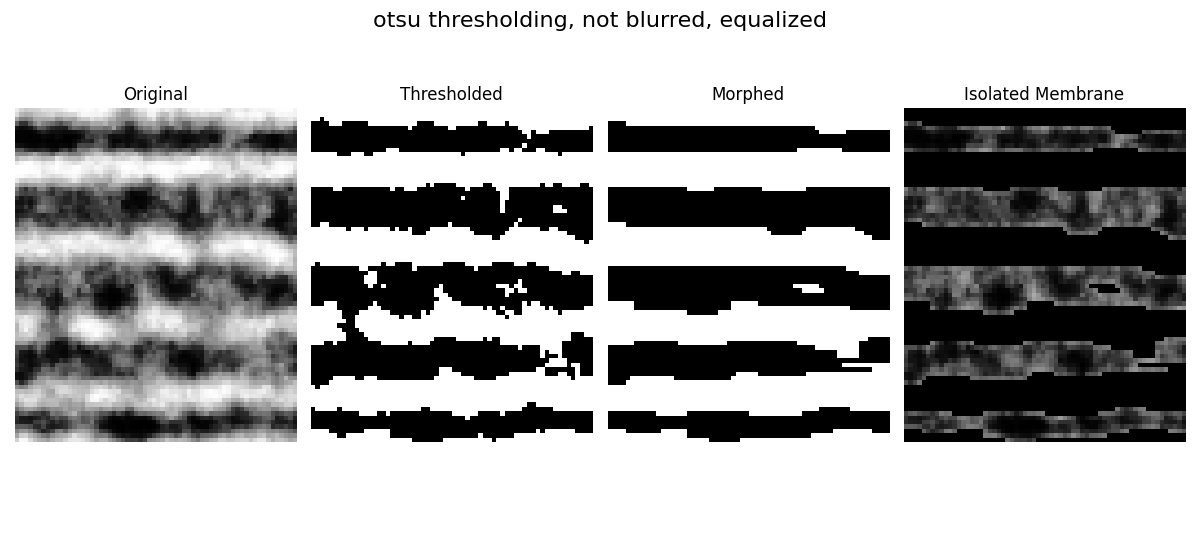 otsu thresholding, not blurred, equalized
Original
Thresholded
Morphed
Isolated Membrane